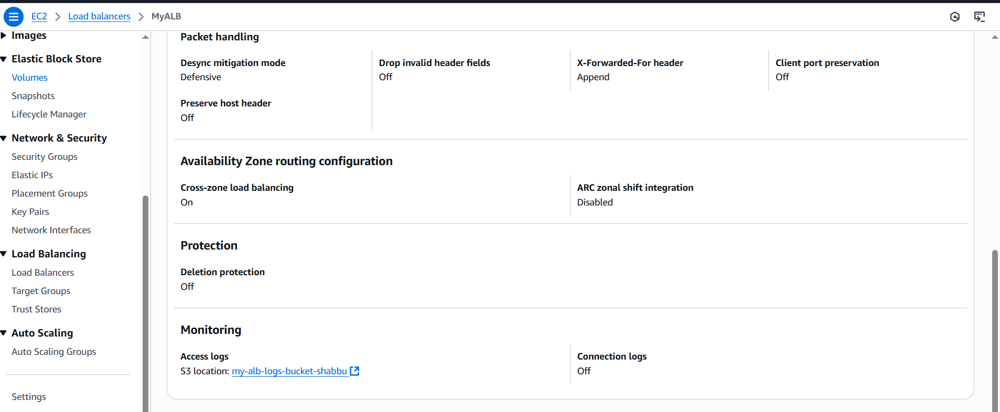 EC2 > Load balancers > MyALB
Images
Elastic Block Store
Volumes
Snapshots
Lifecycle Manager
Network & Security
Security Groups
Elastic IPs
Placement Groups
Key Pairs
Network Interfaces
Load Balancing
Load Balancers
Target Groups
Trust Stores
Auto Scaling
Auto Scaling Groups
Settings
Packet handling
Desync mitigation mode
Defensive
Drop invalid header fields
Off
X-Forwarded-For header
Append
Client port preservation
Off
Preserve host header
Off
Availability Zone routing configuration
Cross-zone load balancing
On
ARC zonal shift integration
Disabled
Protection
Deletion protection
Off
Monitoring
Access logs
S3 location: my-alb-logs-bucket-shabbu
Connection logs
Off